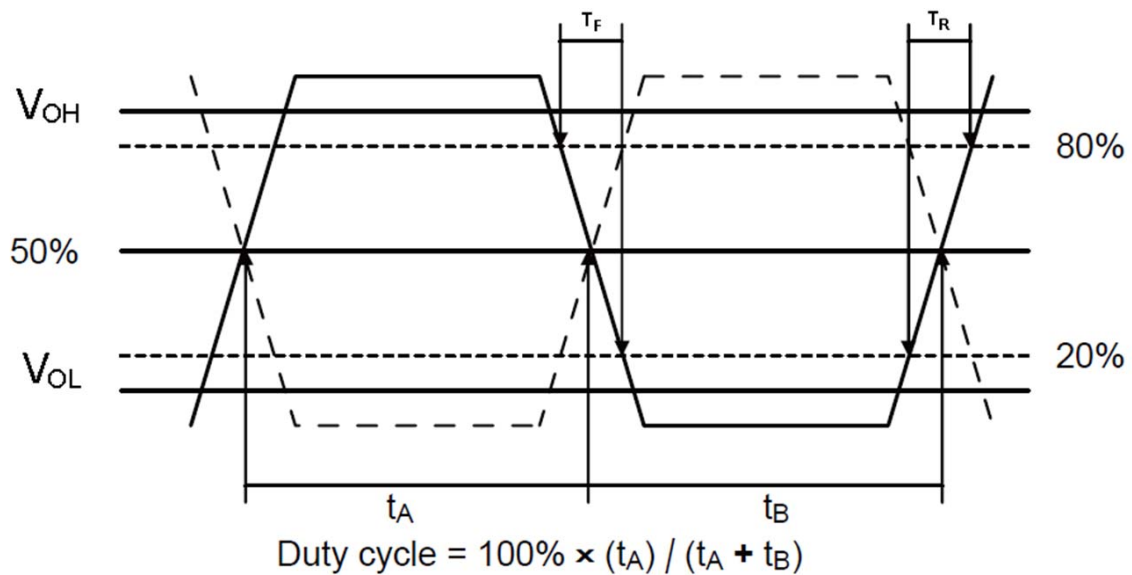 TF TR
VOH
80%
50%
20%
VOL
tA tB
Duty cycle = 100% × (tA) / (tA + tB)